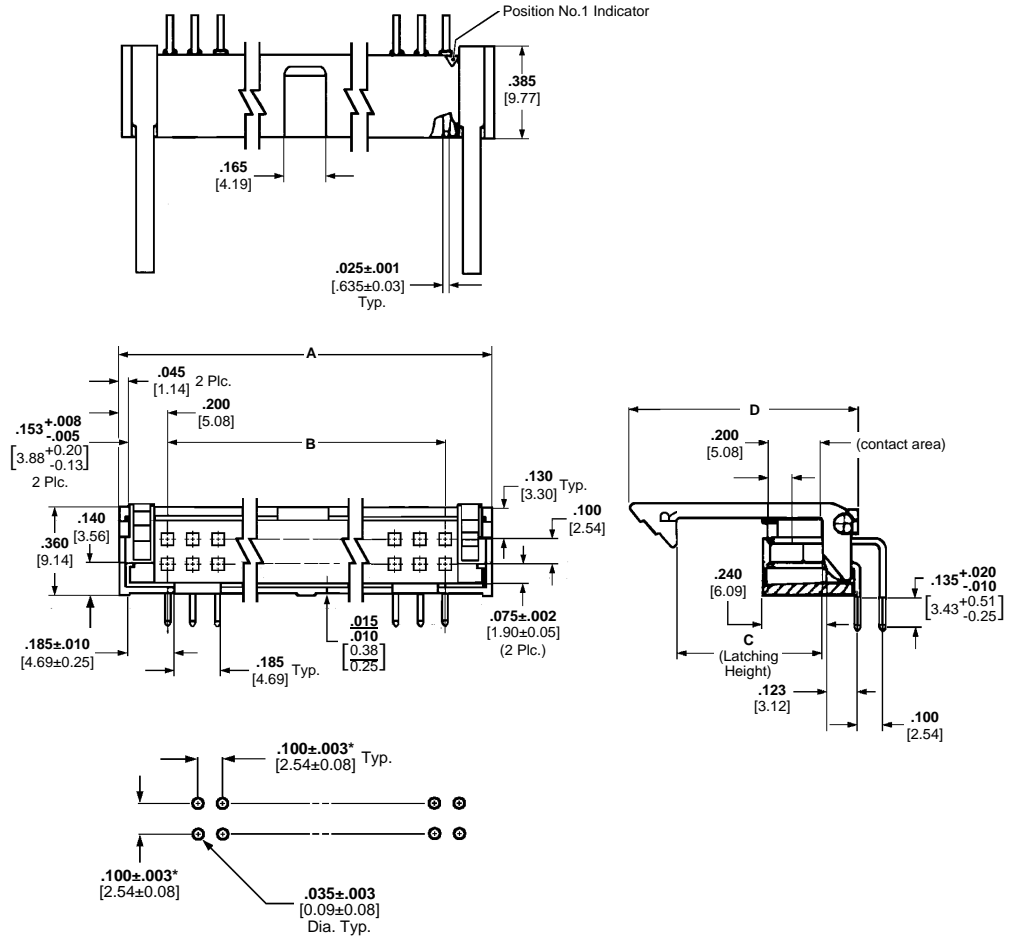 Position No.1 Indicator
.385
[9.77]
.165
[4.19]
.025±.001
[.635±0.03]
Typ.
A
.045
[1.14] 2 Plc.
.200
[5.08]
.153 +.008 -.005
[3.88 +0.20 -0.13]
2 Plc.
B
.130
[3.30] Typ.
.100
[2.54]
.140
[3.56]
.360
[9.14]
.185±.010
[4.69±0.25]
.185
[4.69] Typ.
.015
.010
[0.38
0.25]
.075±.002
[1.90±0.05]
(2 Plc.)
D
.200
[5.08]
(contact area)
R
.240
[6.09]
.135 +.020 -.010
[3.43 +0.51 -0.25]
C
(Latching
Height)
.123
[3.12]
.100
[2.54]
.100±.003*
[2.54±0.08] Typ.
.100±.003*
[2.54±0.08]
.035±.003
[0.09±0.08]
Dia. Typ.